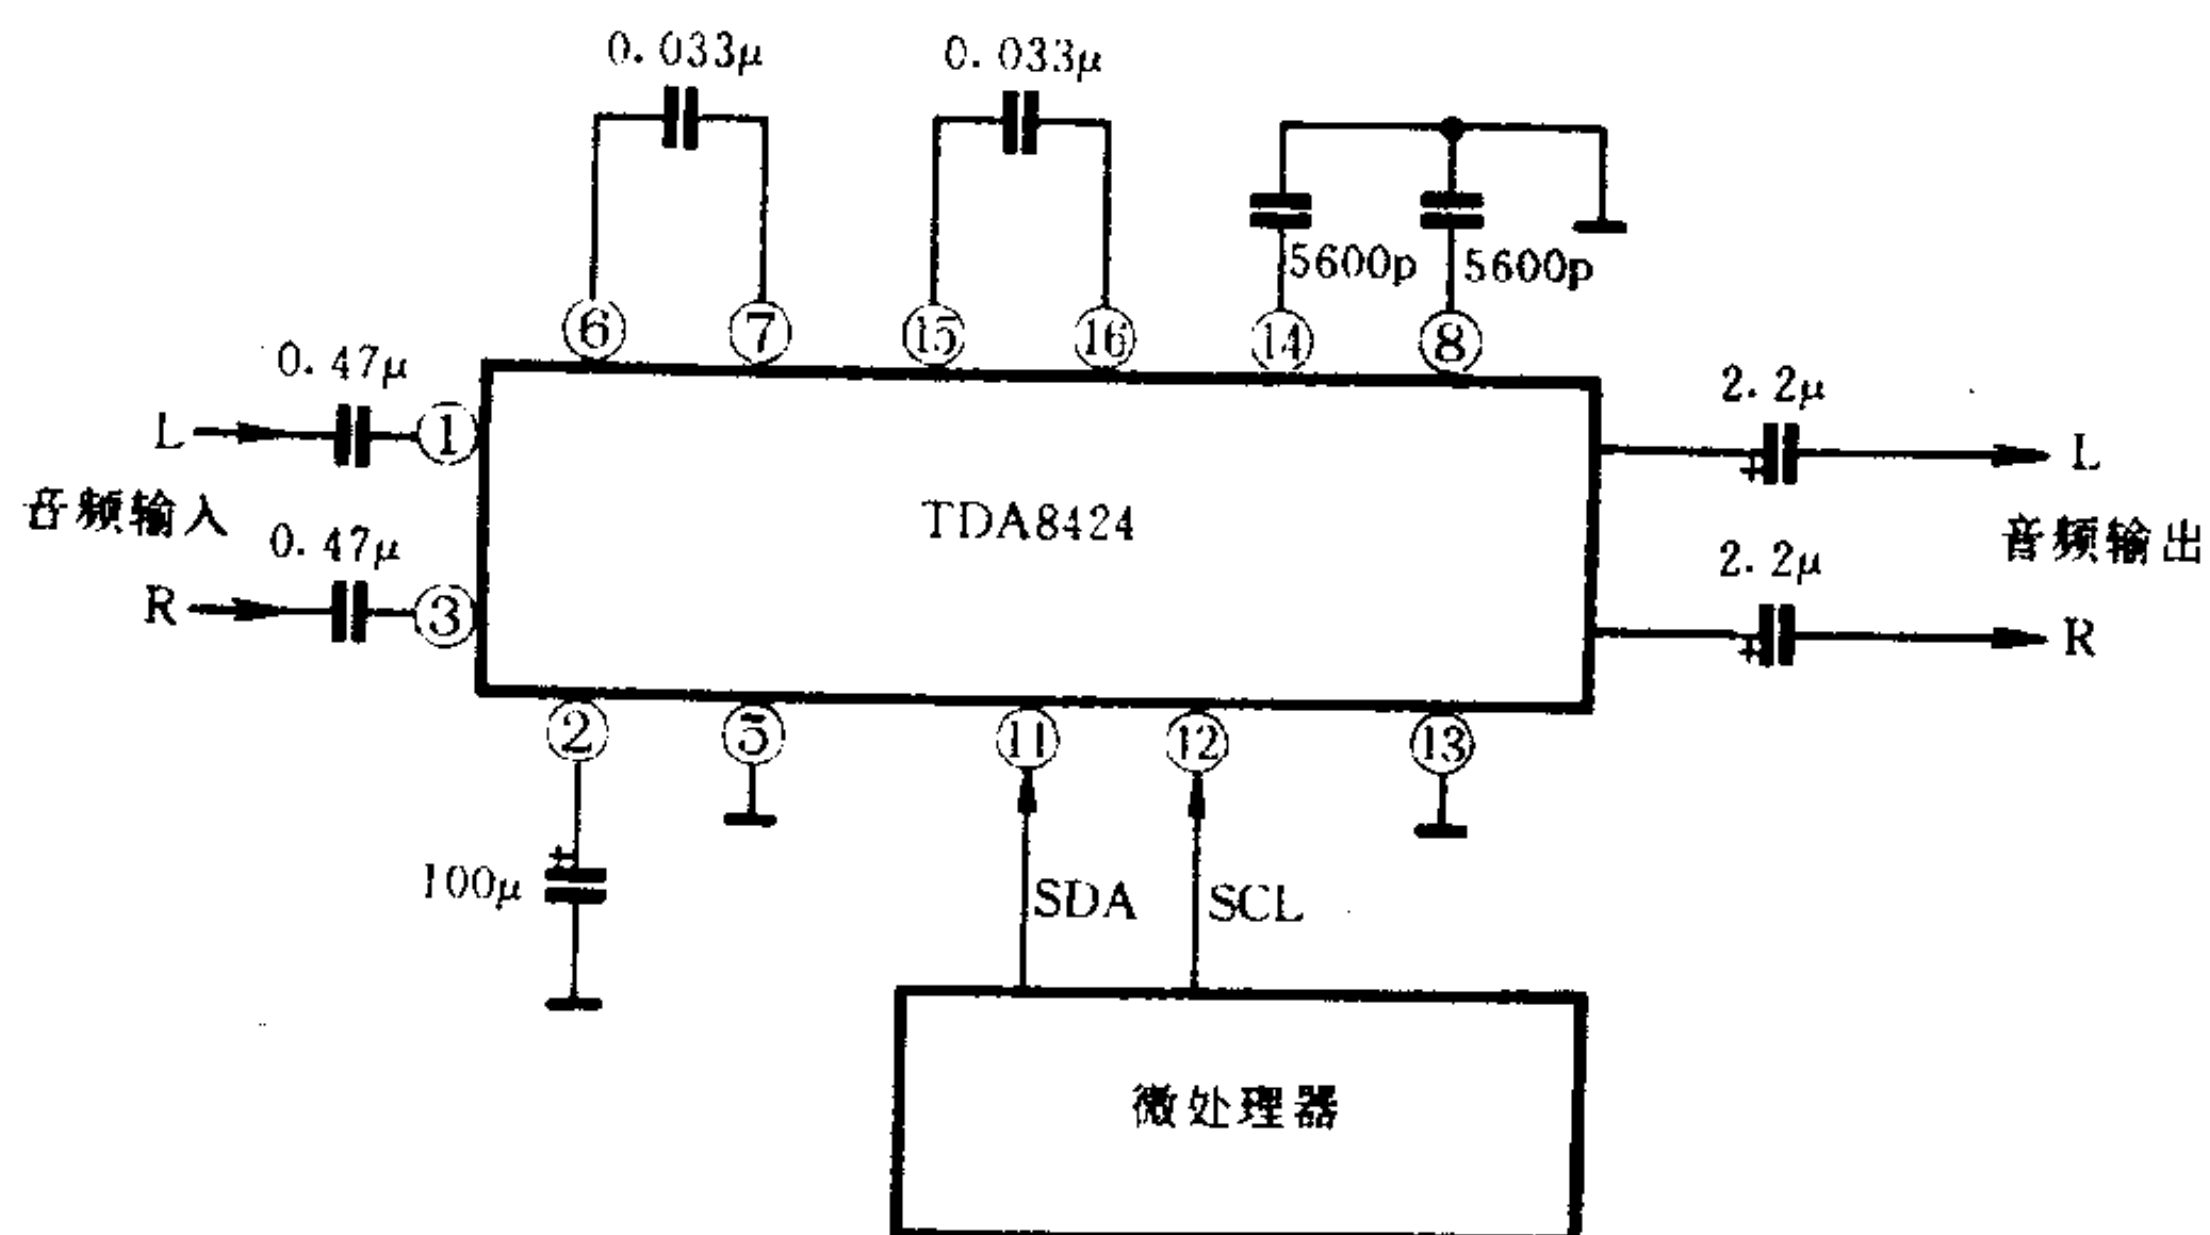 0.033μ
0.033μ
5600p
5600p
⑥
⑦
⑮
⑯
⑭
⑧
0.47μ
L
①
音频输入
0.47μ
R
③
TDA8424
2.2μ
+
L
音频输出
2.2μ
+
R
②
⑤
⑪
⑫
⑬
+
100μ
SDA
SCL
微处理器